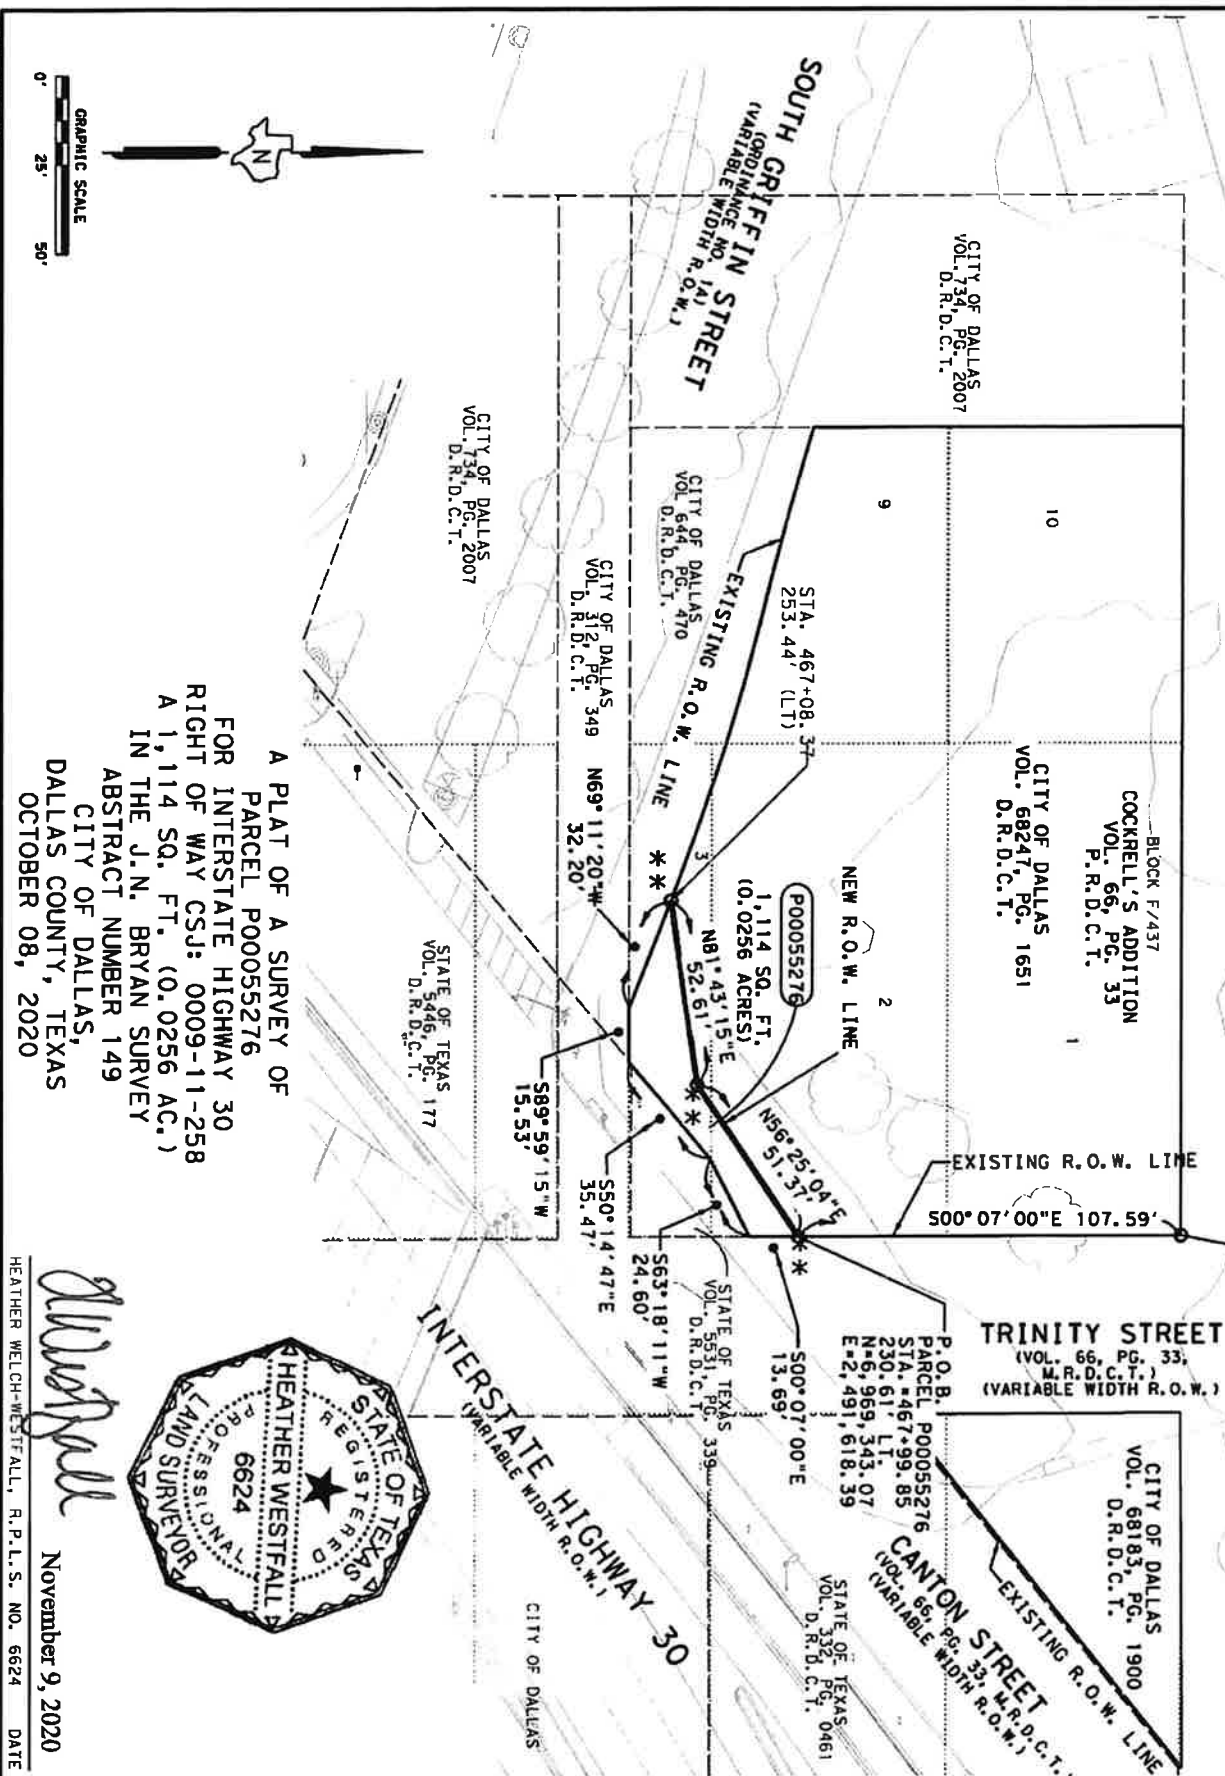 SOUTH GRIFFIN STREET
(ORDINANCE NO. 1A)
(VARIABLE WIDTH R.O.W.)
CITY OF DALLAS
VOL. 734, PG. 2007
D.R.D.C.T.
10
9
BLOCK F/437
COCKRELL'S ADDITION
VOL. 66, PG. 33
P.R.D.C.T.
CITY OF DALLAS
VOL. 68247, PG. 1651
D.R.D.C.T.
1
2
3
NEW R.O.W. LINE
P00055276
1,114 SQ. FT.
(0.0256 ACRES)
N81°43'15"E
52.61'
N56°25'04"E
51.37'
EXISTING R.O.W. LINE
S00°07'00"E 107.59'
STA. 467+08.37
253.44' (LT)
EXISTING R.O.W. LINE
CITY OF DALLAS
VOL 644, PG. 470
D.R.D.C.T.
CITY OF DALLAS
VOL. 312, PG. 349
D.R.D.C.T.
CITY OF DALLAS
VOL. 734, PG. 2007
D.R.D.C.T.
N69°11'20"W
32.20'
**
**
**
S89°59'15"W
15.53'
S50°14'47"E
35.47'
S63°18'11"W
24.60'
S00°07'00"E
13.69'
STATE OF TEXAS
VOL. 5446, PG. 177
D.R.D.C.T.
STATE OF TEXAS
VOL. 5531, PG. 339
D.R.D.C.T.
P.O.B.
PARCEL P00055276
STA.=467+99.85
230.61' LT.
N=6,969,343.07
E=2,491,618.39
TRINITY STREET
(VOL. 66, PG. 33,
M.R.D.C.T.)
(VARIABLE WIDTH R.O.W.)
CITY OF DALLAS
VOL. 68183, PG. 1900
D.R.D.C.T.
EXISTING R.O.W. LINE
CANTON STREET
(VOL. 66, PG. 33, M.R.D.C.T.)
(VARIABLE WIDTH R.O.W.)
STATE OF TEXAS
VOL. 332, PG. 0461
D.R.D.C.T.
INTERSTATE HIGHWAY 30
(VARIABLE WIDTH R.O.W.)
CITY OF DALLAS
N
GRAPHIC SCALE
0' 25' 50'
A PLAT OF A SURVEY OF
PARCEL P00055276
FOR INTERSTATE HIGHWAY 30
RIGHT OF WAY CSJ: 0009-11-258
A 1,114 SQ. FT. (0.0256 AC.)
IN THE J.N. BRYAN SURVEY
ABSTRACT NUMBER 149
CITY OF DALLAS,
DALLAS COUNTY, TEXAS
OCTOBER 08, 2020
STATE OF TEXAS
REGISTERED
HEATHER WESTFALL
6624
PROFESSIONAL
LAND SURVEYOR
November 9, 2020
HEATHER WELCH-WESTFALL, R.P.L.S. NO. 6624 DATE